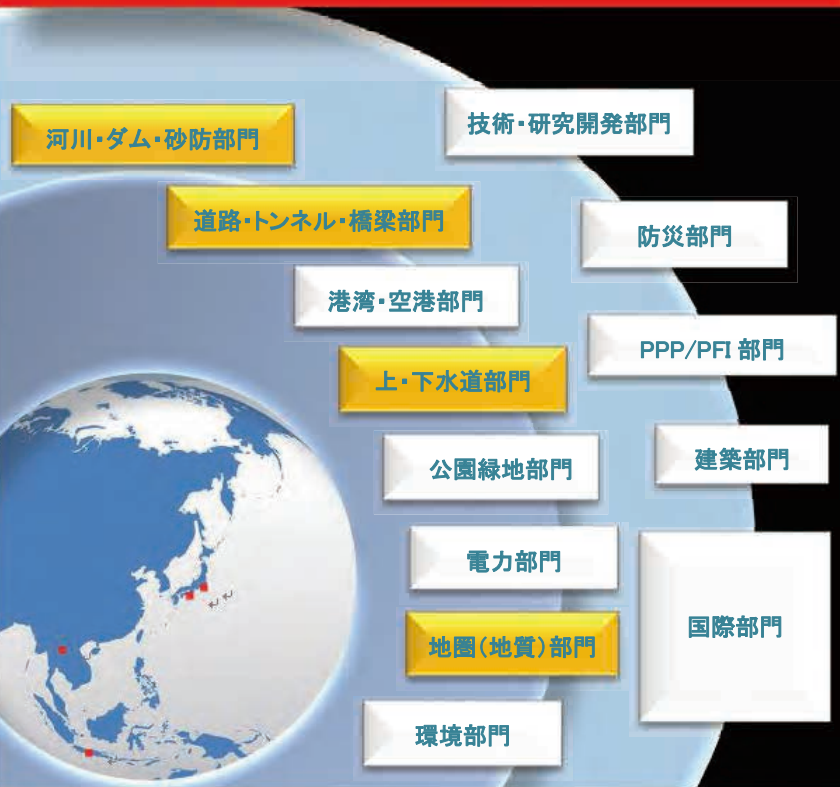 河川・ダム・砂防部門
技術・研究開発部門
道路・トンネル・橋梁部門
防災部門
港湾・空港部門
PPP/PFI 部門
上・下水道部門
公園緑地部門
建築部門
電力部門
国際部門
地圏(地質)部門
環境部門